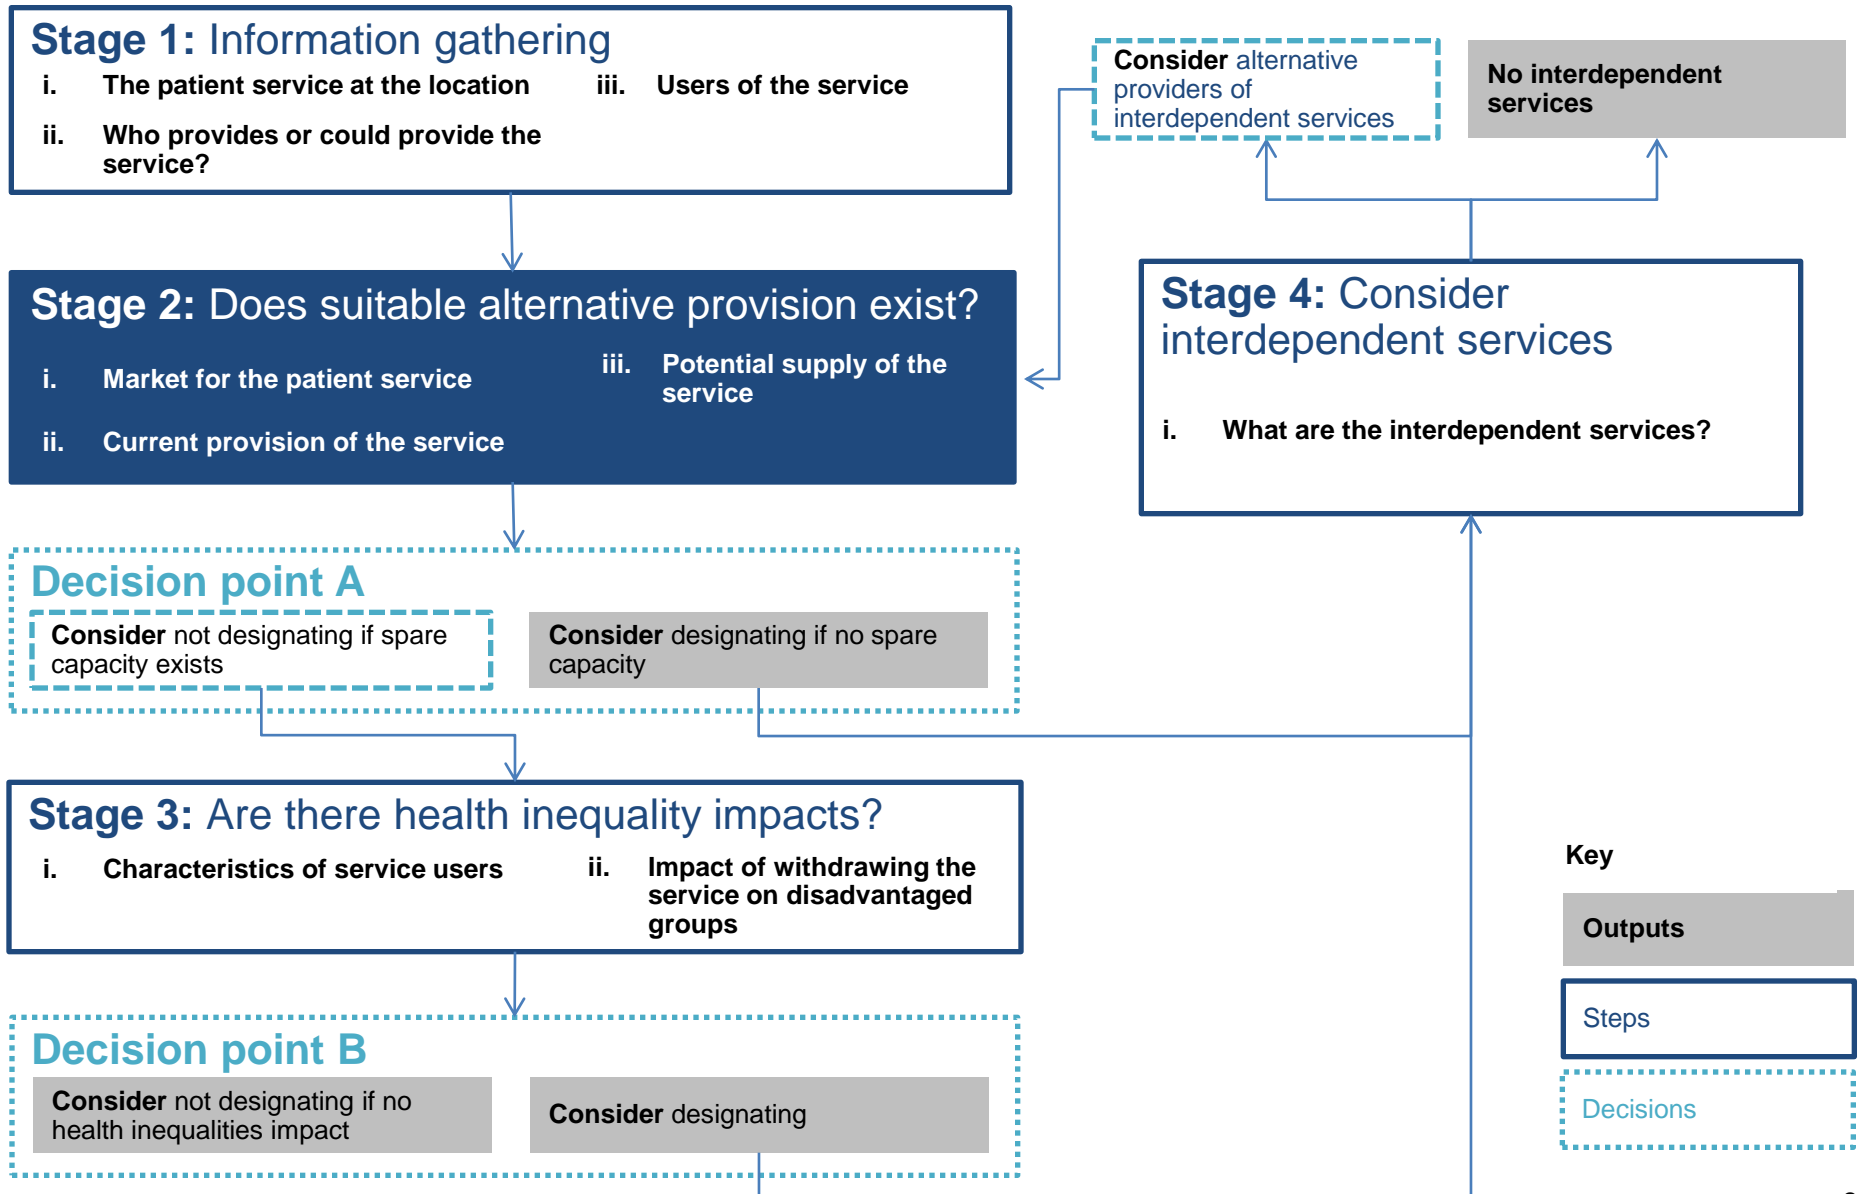 Stage 1: Information gathering
i. The patient service at the location
ii. Who provides or could provide the
service?
iii. Users of the service
Consider alternative
providers of
interdependent services
No interdependent
services
Stage 2: Does suitable alternative provision exist?
i. Market for the patient service
ii. Current provision of the service
iii. Potential supply of the
service
Stage 4: Consider
interdependent services
i. What are the interdependent services?
Decision point A
Consider not designating if spare
capacity exists
Consider designating if no spare
capacity
Stage 3: Are there health inequality impacts?
i. Characteristics of service users
ii. Impact of withdrawing the
service on disadvantaged
groups
Decision point B
Consider not designating if no
health inequalities impact
Consider designating
Key
Outputs
Steps
Decisions